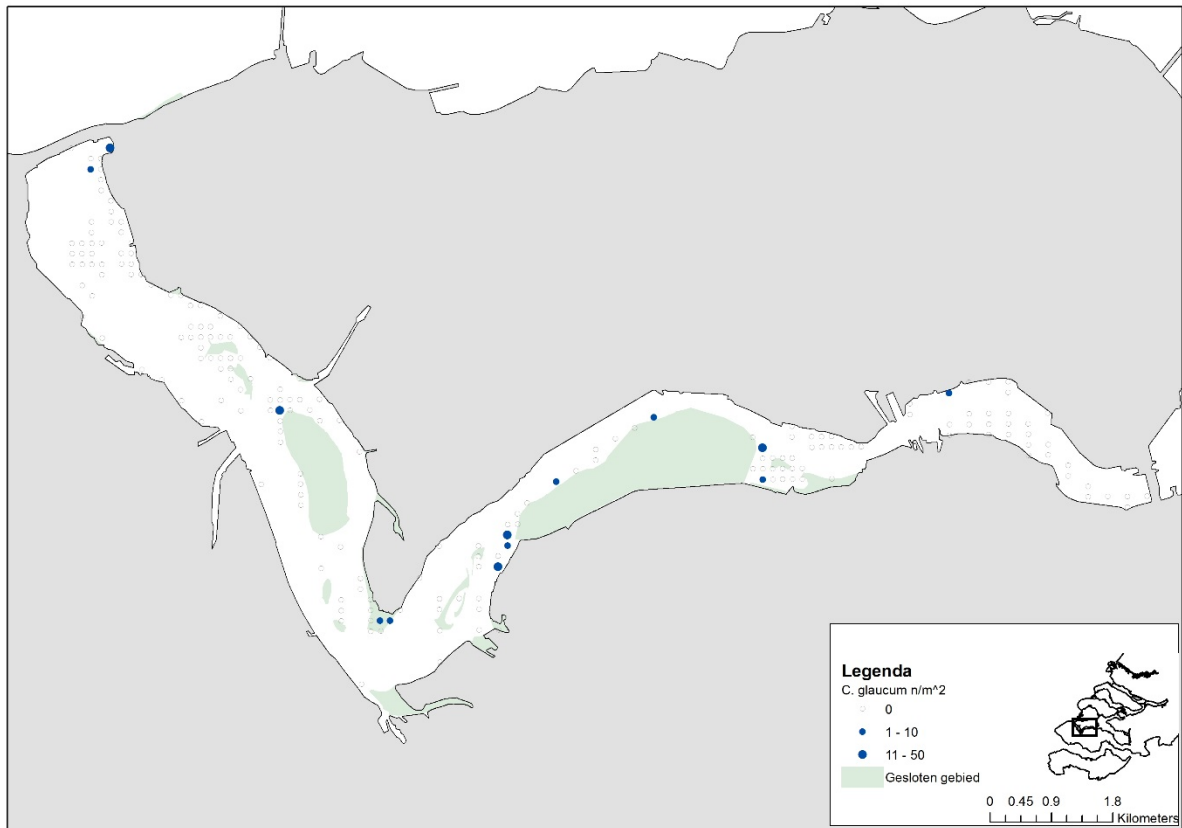 Legenda
C. glaucum n/m^2
0
1 - 10
11 - 50
Gesloten gebied
0 0.45 0.9 1.8
Kilometers